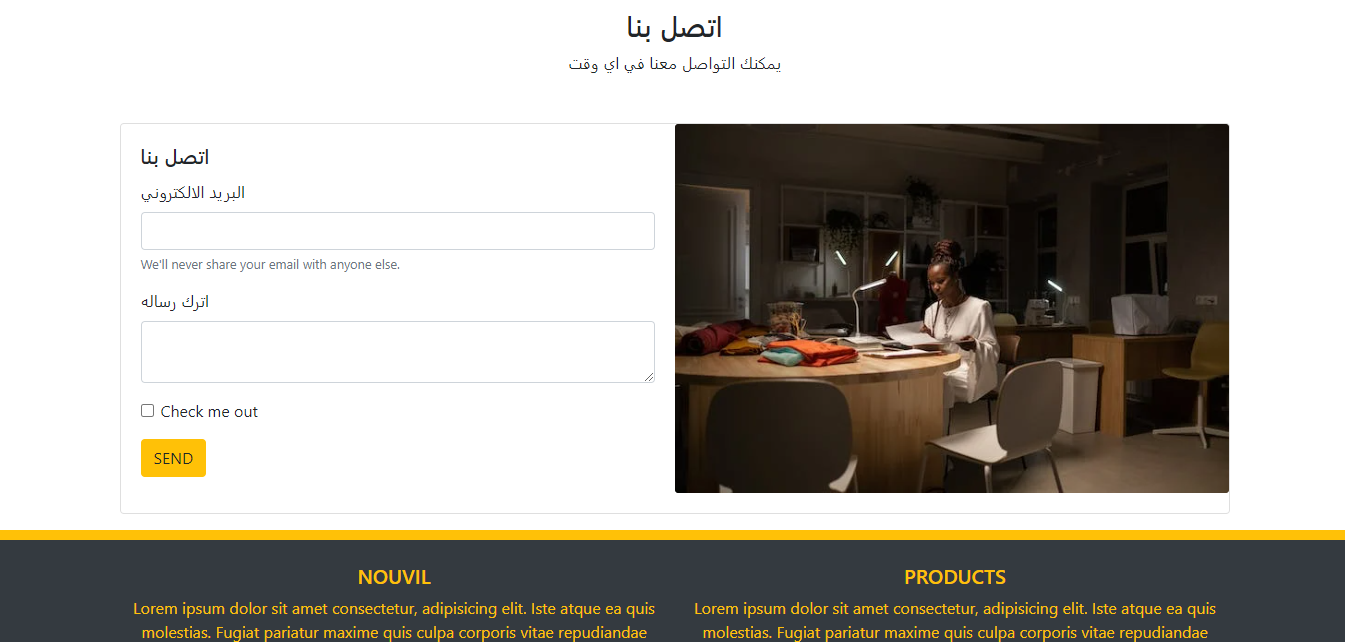 اتصل بنا
يمكنك التواصل معنا في اي وقت
اتصل بنا
البريد الالكتروني
We'll never share your email with anyone else.
اترك رساله
Check me out
SEND
NOUVIL
Lorem ipsum dolor sit amet consectetur, adipisicing elit. Iste atque ea quis
molestias. Fugiat pariatur maxime quis culpa corporis vitae repudiandae
PRODUCTS
Lorem ipsum dolor sit amet consectetur, adipisicing elit. Iste atque ea quis
molestias. Fugiat pariatur maxime quis culpa corporis vitae repudiandae